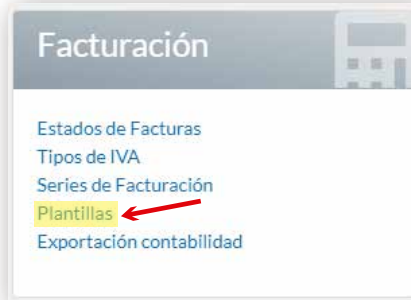 Facturación
Estados de Facturas
Tipos de IVA
Series de Facturación
Plantillas
Exportación contabilidad